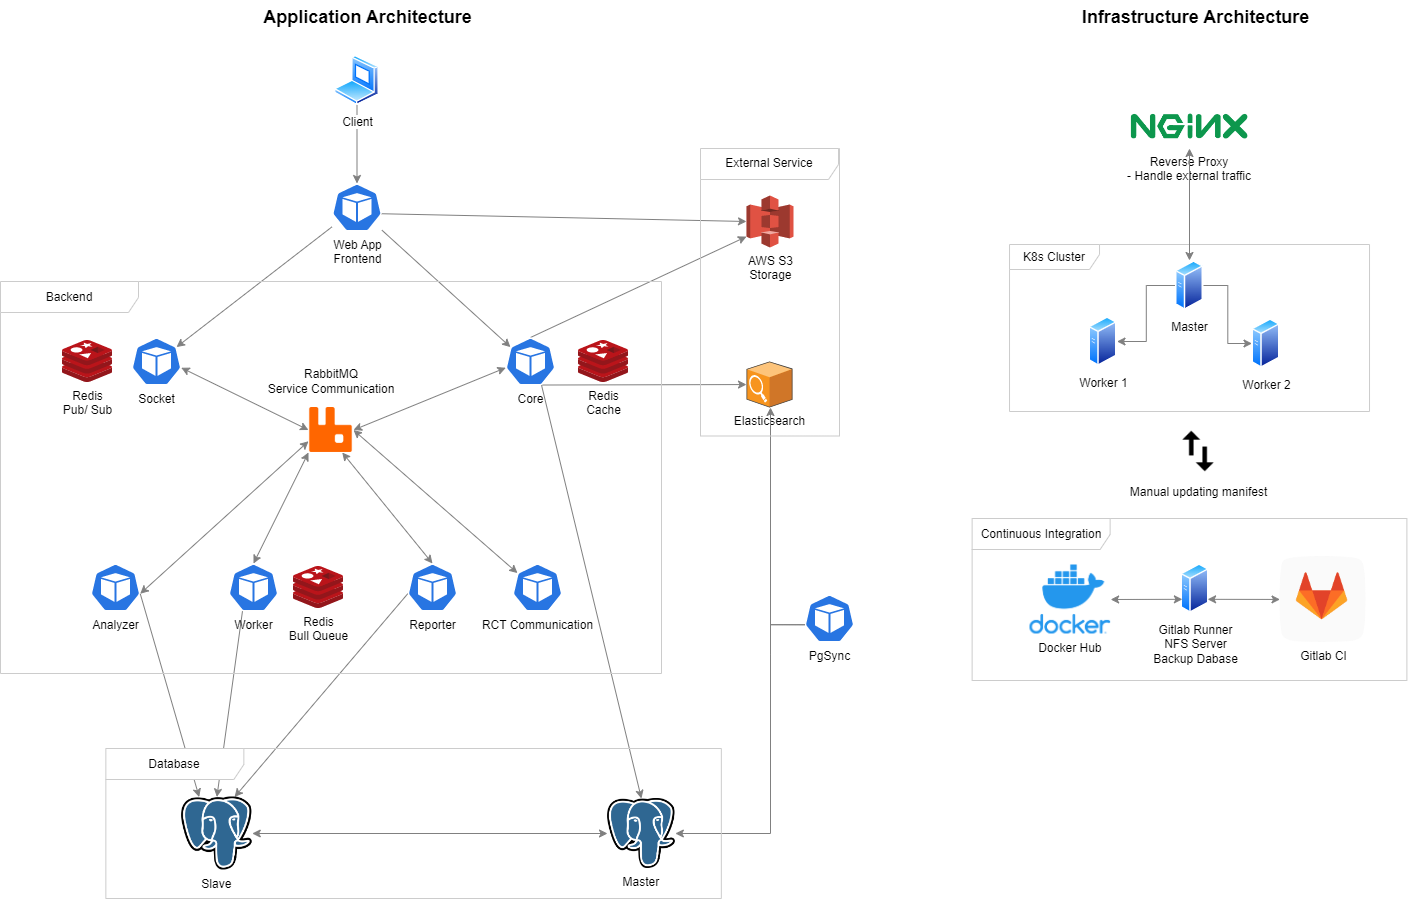 Application Architecture
Infrastructure Architecture
Client
NGINX
Reverse Proxy
- Handle external traffic
External Service
Web App
Frontend
AWS S3
Storage
K8s Cluster
Master
Worker 1
Worker 2
Backend
Redis
Pub/ Sub
Socket
RabbitMQ
Service Communication
Core
Redis
Cache
Elasticsearch
Manual updating manifest
Continuous Integration
docker
Docker Hub
Gitlab Runner
NFS Server
Backup Dabase
Gitlab CI
Analyzer
Worker
Redis
Bull Queue
Reporter
RCT Communication
PgSync
Database
Slave
Master